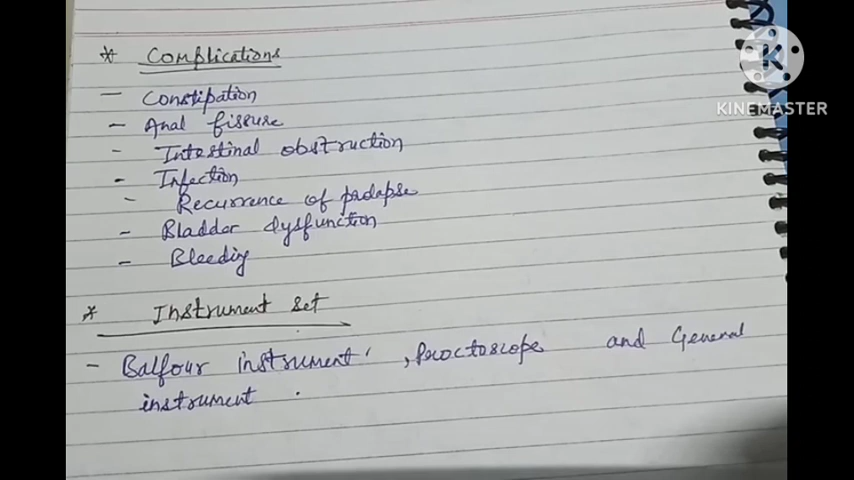 * Complications
- Constipation
- Anal fissure
- Intestinal obstruction
- Infection
- Recurrence of prolapse
- Bladder dysfunction
- Bleeding
* Instrument set
- Balfour instrument, Proctoscope and General
instrument.
K
KINEMASTER